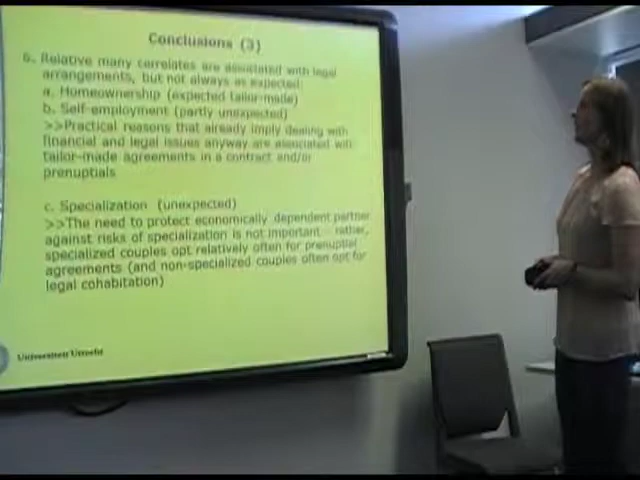 Conclusions (3)
6. Relative many correlates are associated with legal
arrangements, but not always as expected:
a. Homeownership (expected tailor-made)
b. Self-employment (partly unexpected)
>>Practical reasons that already imply dealing with
financial and legal issues anyway are associated with
tailor-made agreements in a contract and/or
prenuptials
c. Specialization (unexpected)
>>The need to protect economically dependent partner
against risks of specialization is not important – rather,
specialized couples opt relatively often for prenuptial
agreements (and non-specialized couples often opt for
legal cohabitation)
Universiteit Utrecht